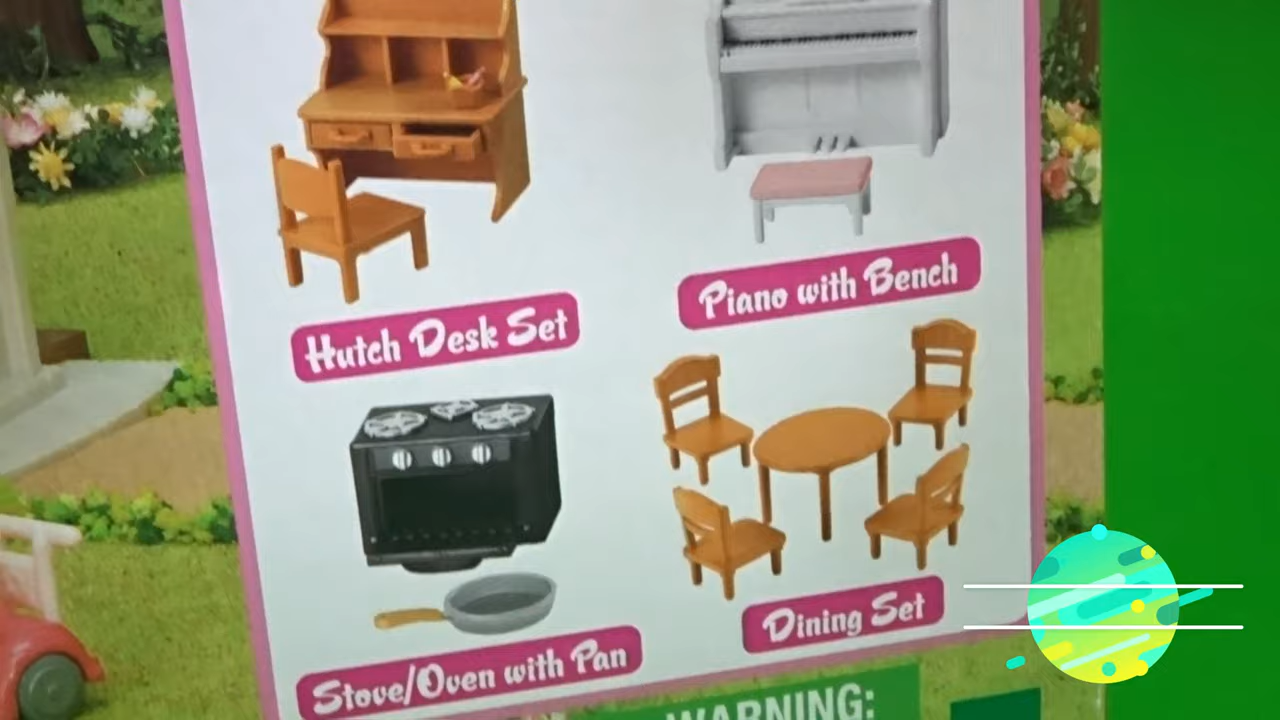 Hutch Desk Set
Piano with Bench
Stove/Oven with Pan
Dining Set
WARNING: